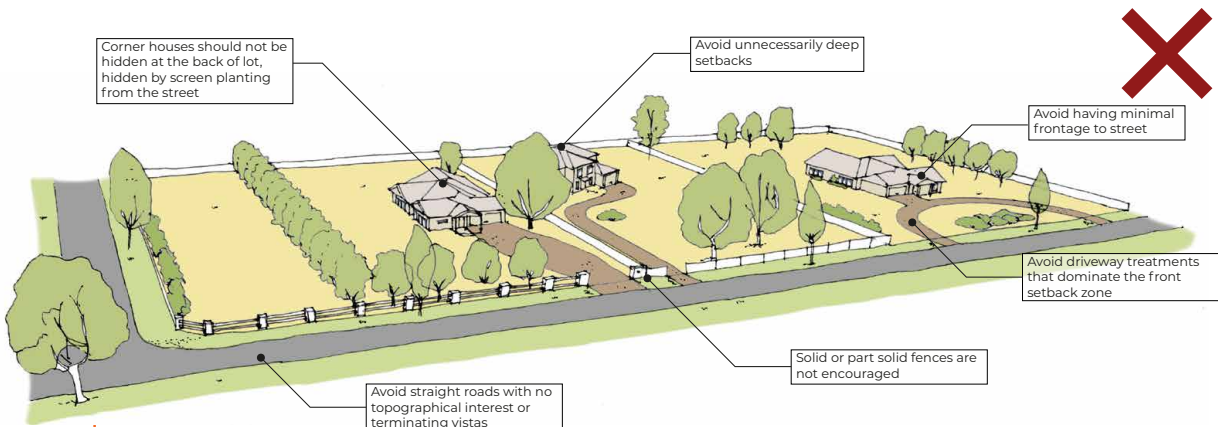 Corner houses should not be
hidden at the back of lot,
hidden by screen planting
from the street
Avoid unnecessarily deep
setbacks
Avoid having minimal
frontage to street
Avoid driveway treatments
that dominate the front
setback zone
Solid or part solid fences are
not encouraged
Avoid straight roads with no
topographical interest or
terminating vistas